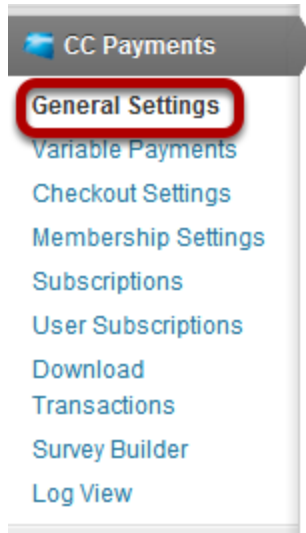 CC Payments
General Settings
Variable Payments
Checkout Settings
Membership Settings
Subscriptions
User Subscriptions
Download
Transactions
Survey Builder
Log View